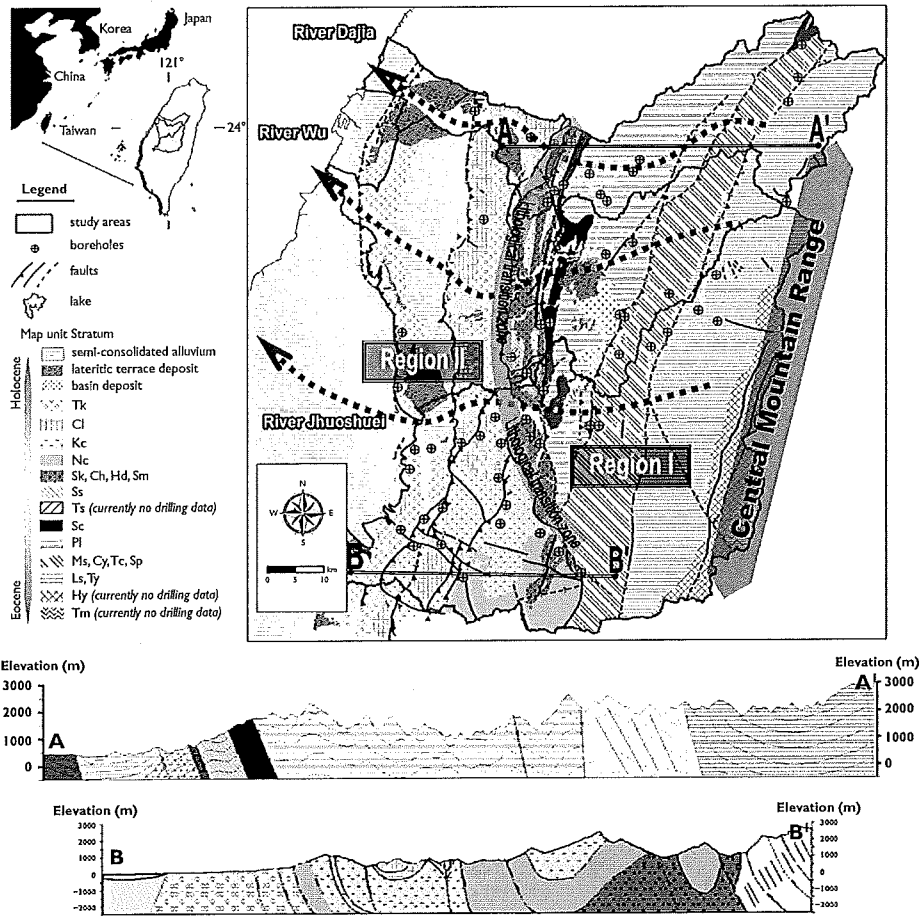 Korea
Japan
China
121°
Taiwan
24°
Legend
study areas
boreholes
faults
lake
Map unit Stratum
Holocene
Eocene
semi-consolidated alluvium
lateritic terrace deposit
basin deposit
Tk
Cl
Kc
Nc
Sk, Ch, Hd, Sm
Ss
Ts (currently no drilling data)
Sc
Pl
Ms, Cy, Tc, Sp
Ls, Ty
Hy (currently no drilling data)
Tm (currently no drilling data)
River Dajia
River Wu
River Jhuoshuei
A
A'
Region II
Region I
Central Mountain Range
B
B'
N
W
E
S
0 5 10 km
Elevation (m)
3000
2000
1000
0
A
Elevation (m)
A'
3000
2000
1000
0
Elevation (m)
3000
2000
1000
0
-1000
-2000
B
Elevation (m)
B'
3000
2000
1000
0
-1000
-2000